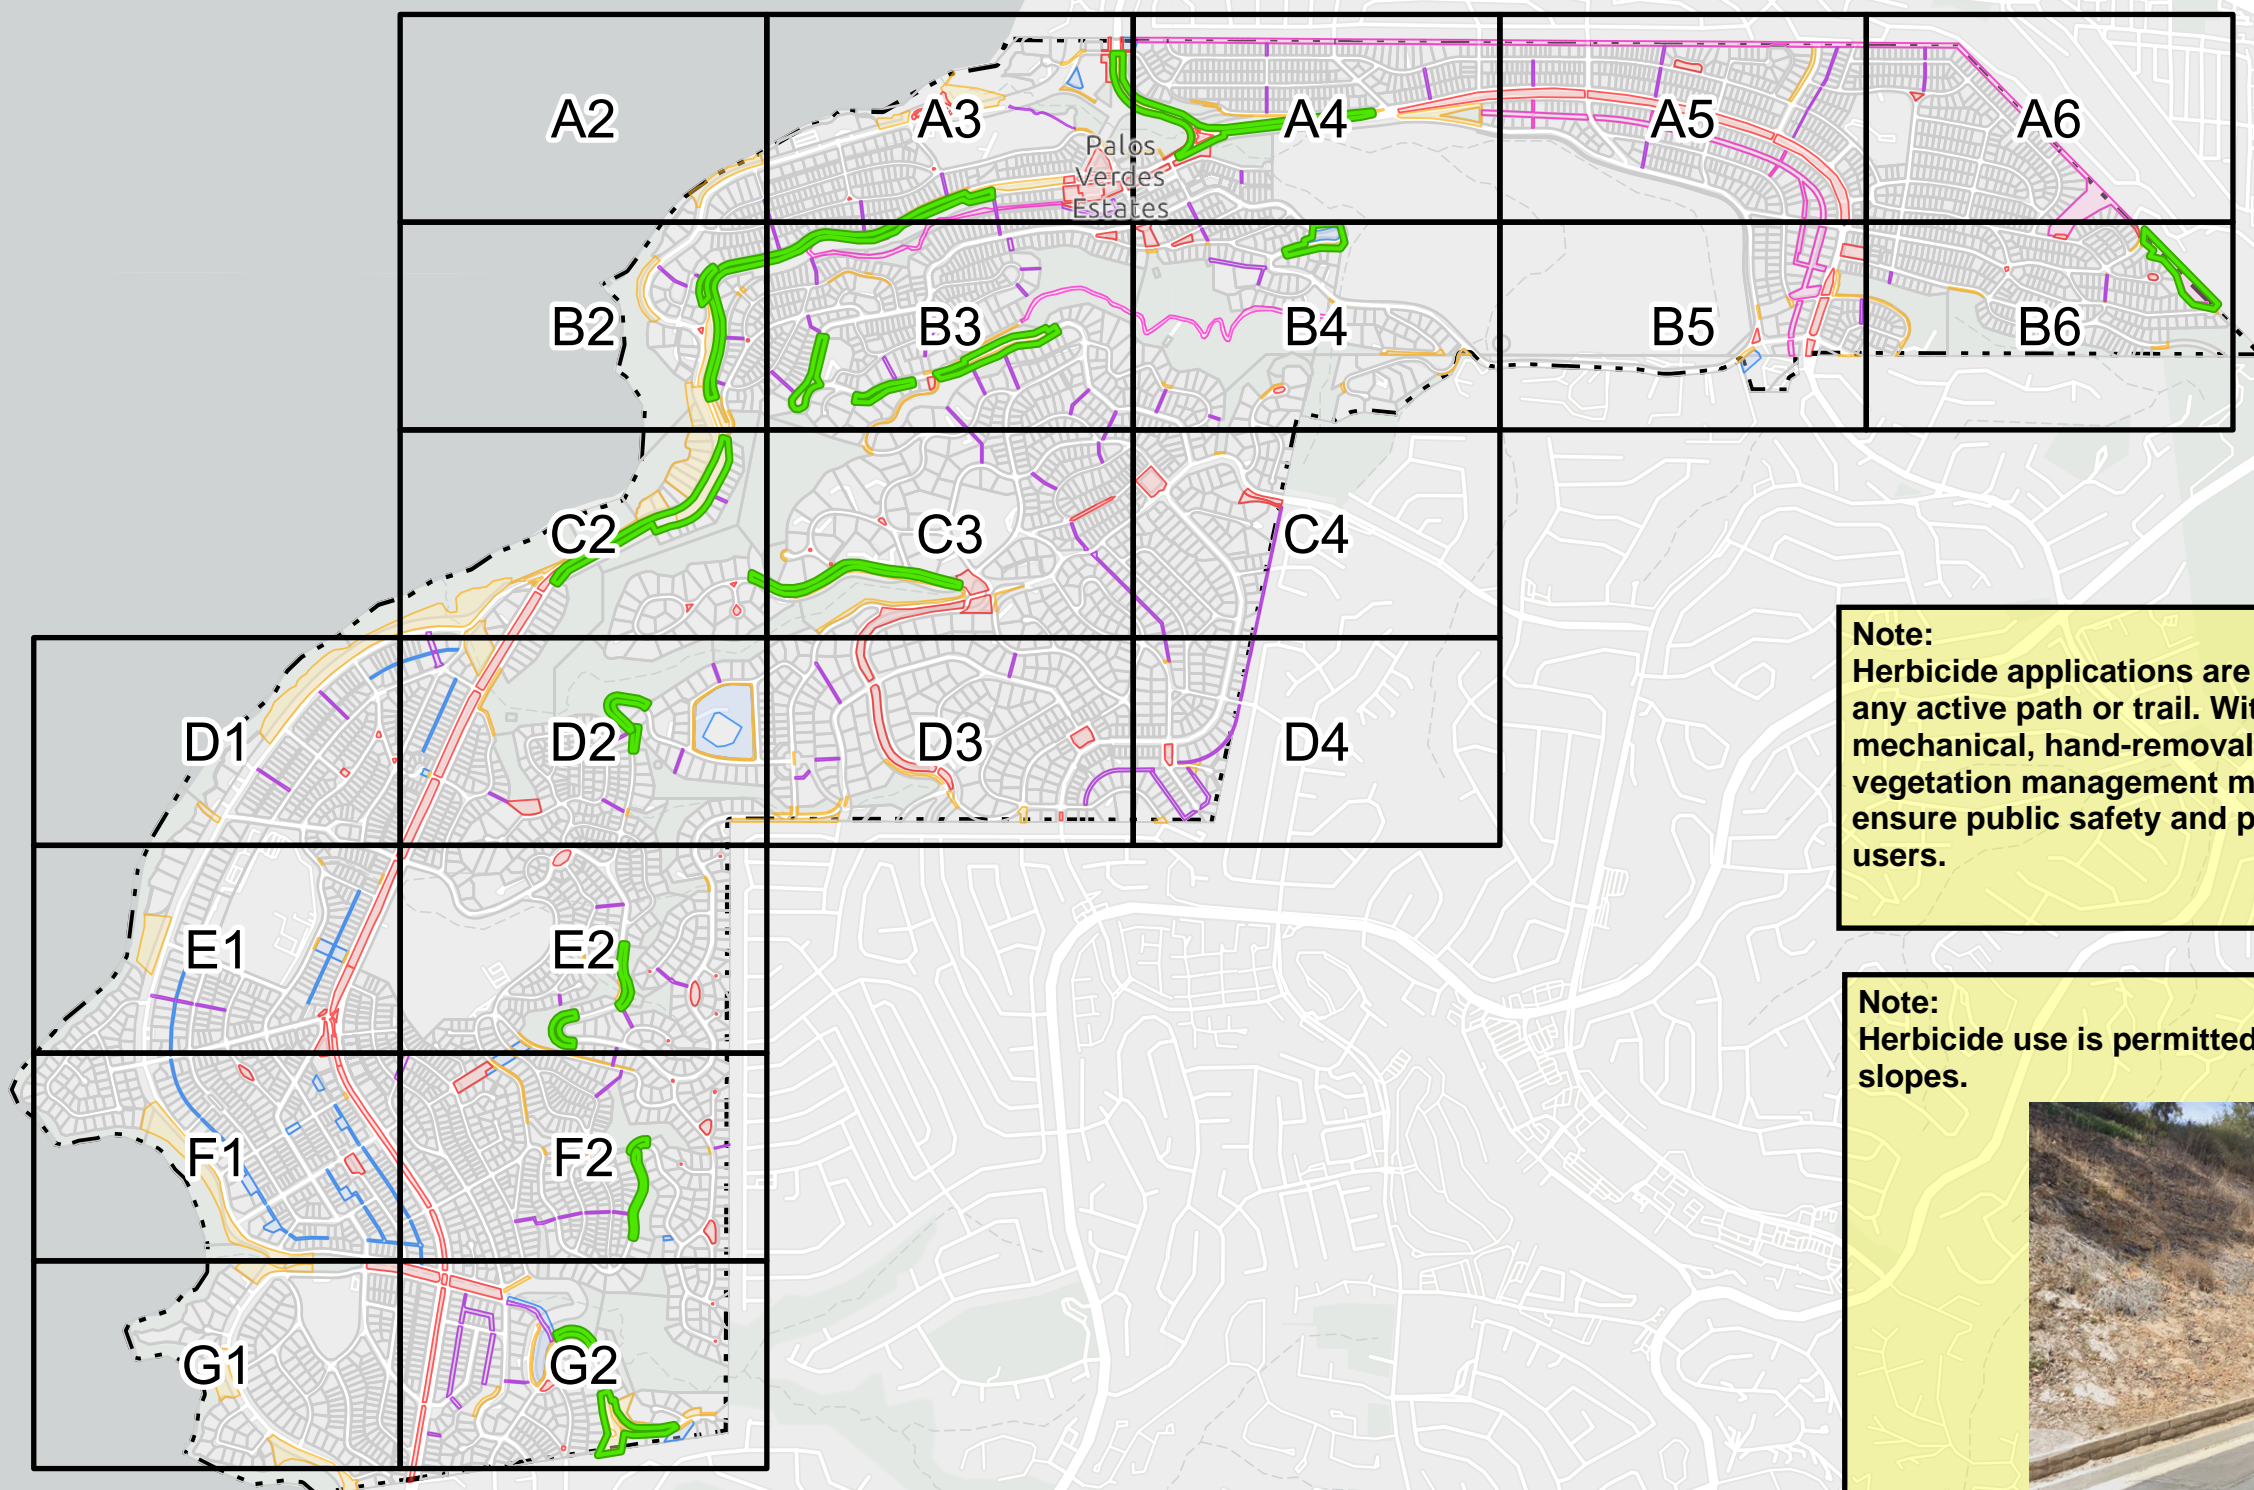 A2
A3
A4
A5
A6
Palos
Verdes
Estates
B2
B3
B4
B5
B6
C2
C3
C4
D1
D2
D3
D4
E1
E2
F1
F2
G1
G2
Note:
Herbicide applications are
any active path or trail. Wit
mechanical, hand-removal
vegetation management m
ensure public safety and p
users.
Note:
Herbicide use is permitted
slopes.